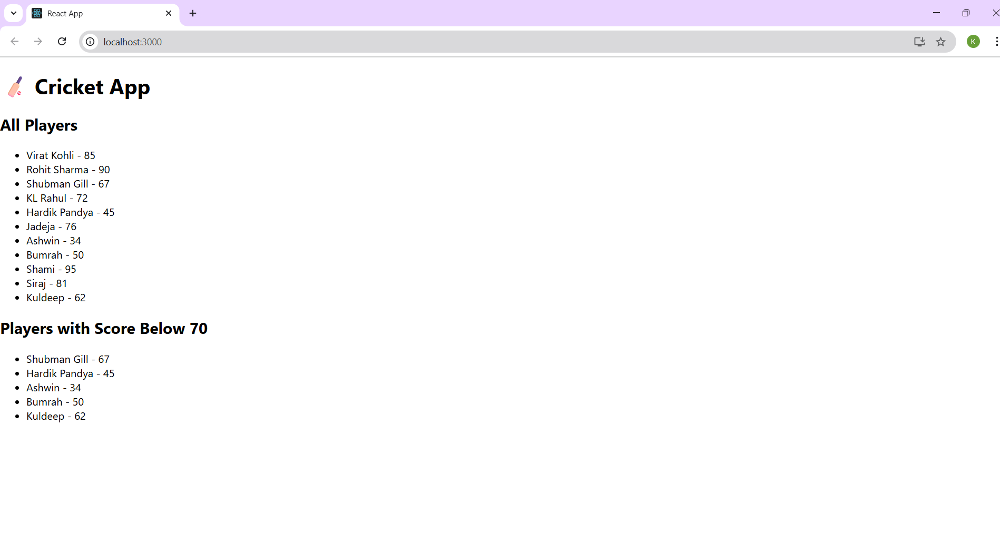 React App
localhost:3000
K
Cricket App
All Players
Virat Kohli - 85
Rohit Sharma - 90
Shubman Gill - 67
KL Rahul - 72
Hardik Pandya - 45
Jadeja - 76
Ashwin - 34
Bumrah - 50
Shami - 95
Siraj - 81
Kuldeep - 62
Players with Score Below 70
Shubman Gill - 67
Hardik Pandya - 45
Ashwin - 34
Bumrah - 50
Kuldeep - 62